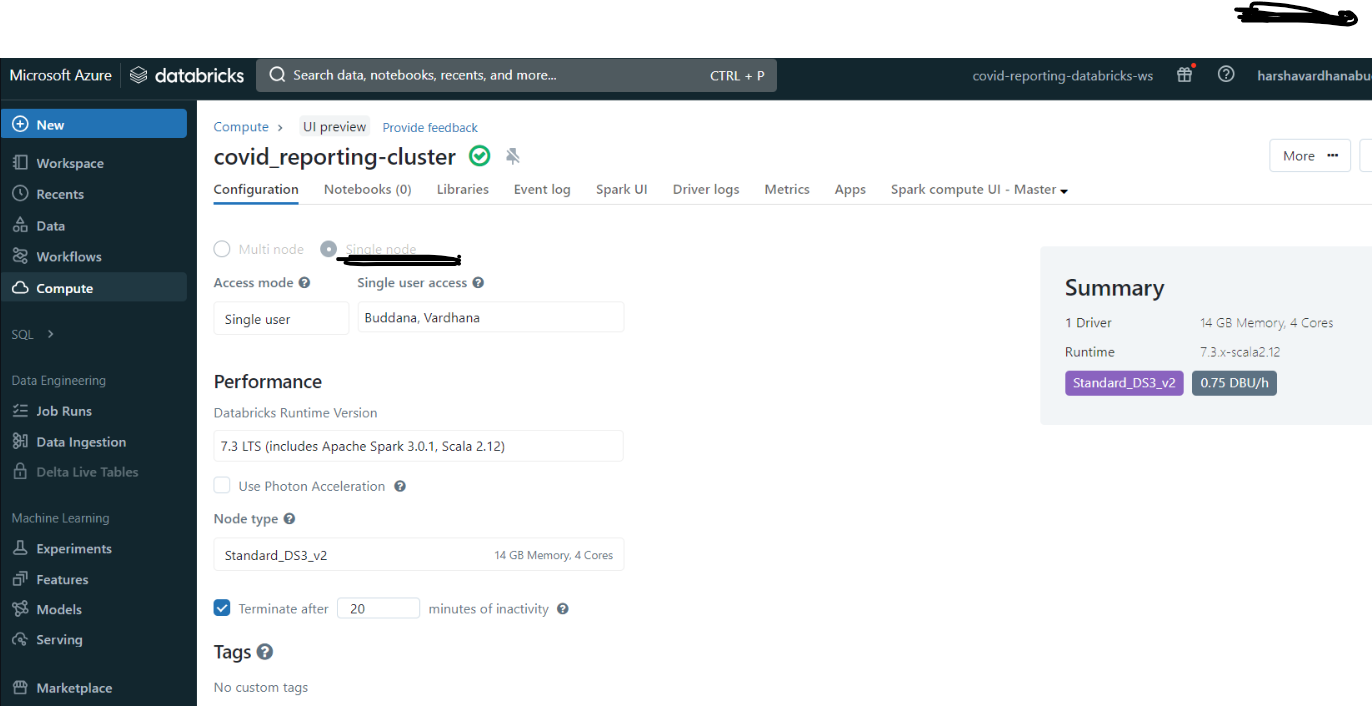 Microsoft Azure databricks Search data, notebooks, recents, and more... CTRL + P covid-reporting-databricks-ws ? harshavardhanabu
New
Workspace
Recents
Data
Workflows
Compute
SQL
Data Engineering
Job Runs
Data Ingestion
Delta Live Tables
Machine Learning
Experiments
Features
Models
Serving
Marketplace
Compute > UI preview Provide feedback
covid_reporting-cluster
More ...
Configuration Notebooks (0) Libraries Event log Spark UI Driver logs Metrics Apps Spark compute UI - Master
Multi node Single node
Access mode ? Single user access ?
Single user Buddana, Vardhana
Performance
Databricks Runtime Version
7.3 LTS (includes Apache Spark 3.0.1, Scala 2.12)
Use Photon Acceleration ?
Node type ?
Standard_DS3_v2 14 GB Memory, 4 Cores
Terminate after 20 minutes of inactivity ?
Tags ?
No custom tags
Summary
1 Driver 14 GB Memory, 4 Cores
Runtime 7.3.x-scala2.12
Standard_DS3_v2 0.75 DBU/h